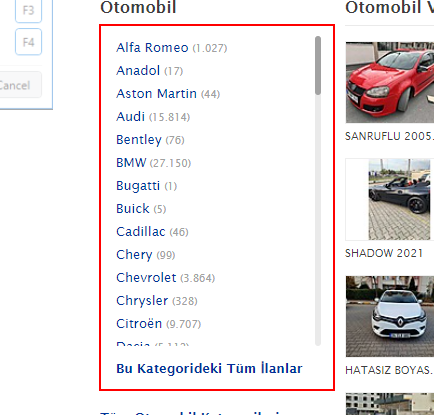 F3
F4
Cancel
Otomobil
Alfa Romeo (1.027)
Anadol (17)
Aston Martin (44)
Audi (15.814)
Bentley (76)
BMW (27.150)
Bugatti (1)
Buick (5)
Cadillac (46)
Chery (99)
Chevrolet (3.864)
Chrysler (328)
Citroën (9.707)
Dacia
Bu Kategorideki Tüm İlanlar
Otomobil V
SANRUFLU 2005.
SHADOW 2021
HATASIZ BOYAS.